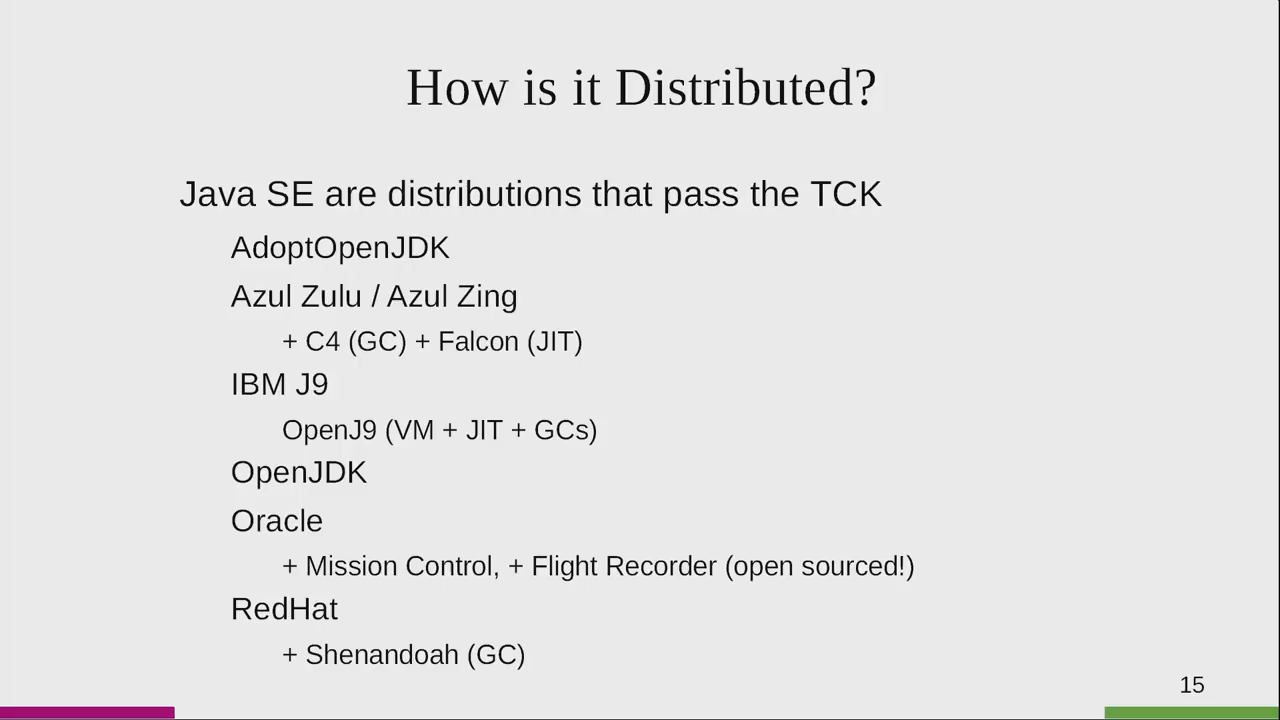 How is it Distributed?
Java SE are distributions that pass the TCK
AdoptOpenJDK
Azul Zulu / Azul Zing
+ C4 (GC) + Falcon (JIT)
IBM J9
OpenJ9 (VM + JIT + GCs)
OpenJDK
Oracle
+ Mission Control, + Flight Recorder (open sourced!)
RedHat
+ Shenandoah (GC)
15